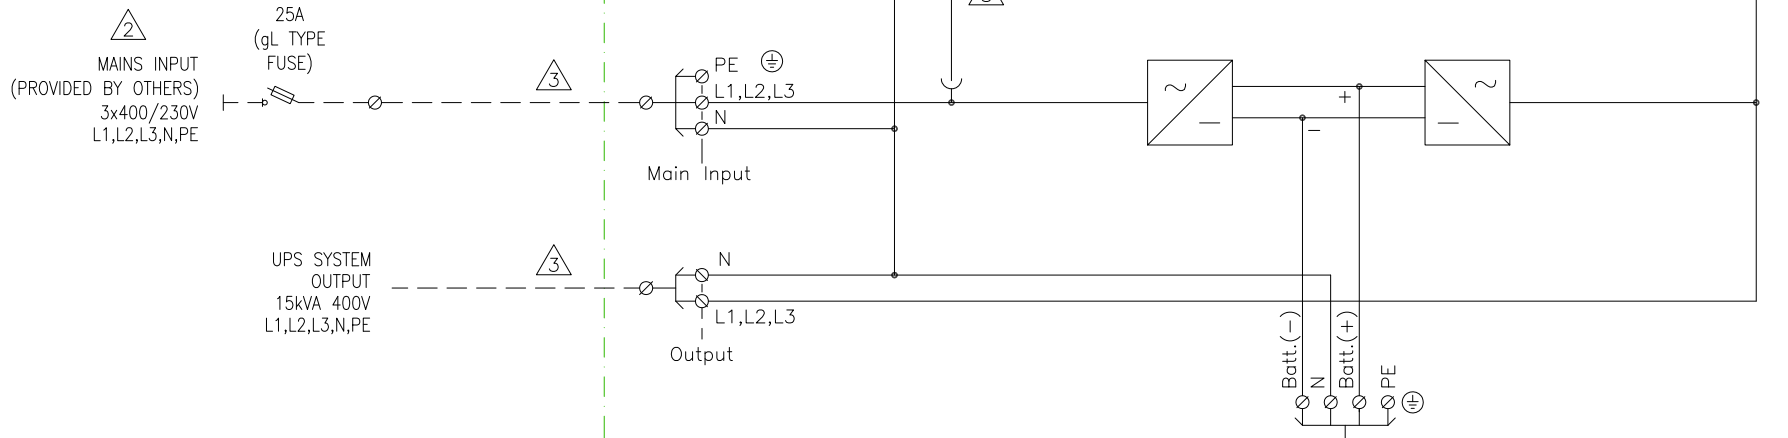 25A
(gL TYPE
FUSE)
2
MAINS INPUT
(PROVIDED BY OTHERS)
3x400/230V
L1,L2,L3,N,PE
3
PE
L1,L2,L3
N
Main Input
+
−
UPS SYSTEM
OUTPUT
15kVA 400V
L1,L2,L3,N,PE
3
N
L1,L2,L3
Output
Batt.(−)
N
Batt.(+)
PE